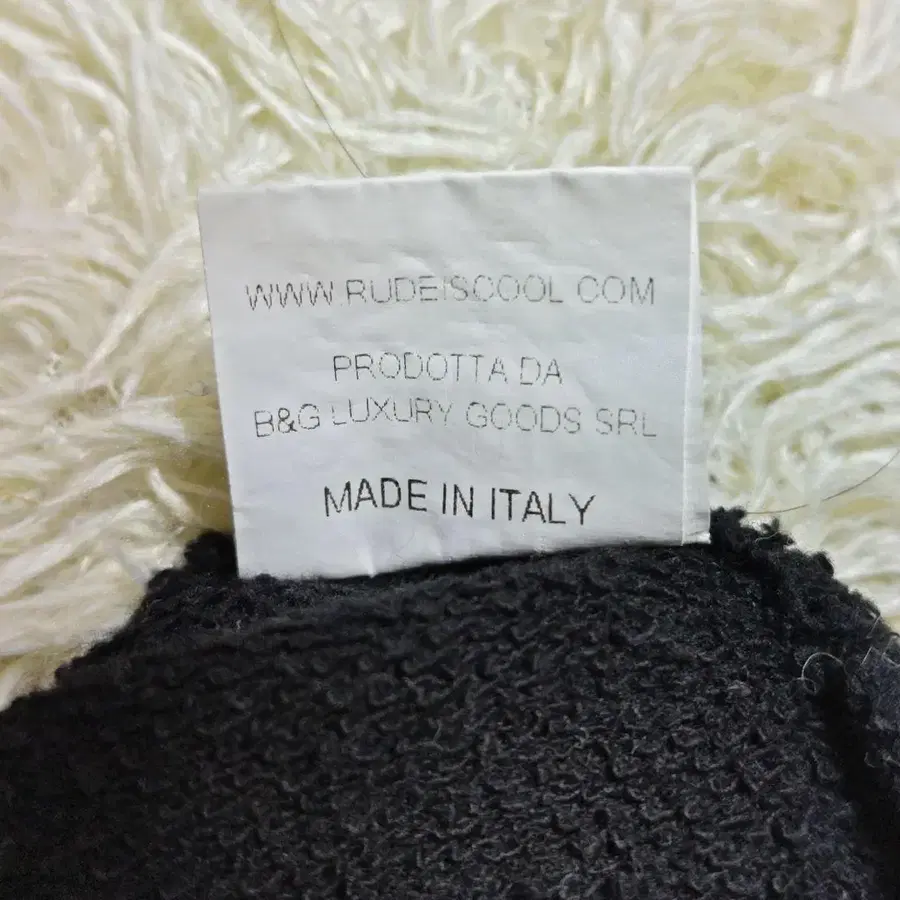 WWW.RUDEISCOOL.COM
PRODOTTA DA
B&G LUXURY GOODS SRL
MADE IN ITALY